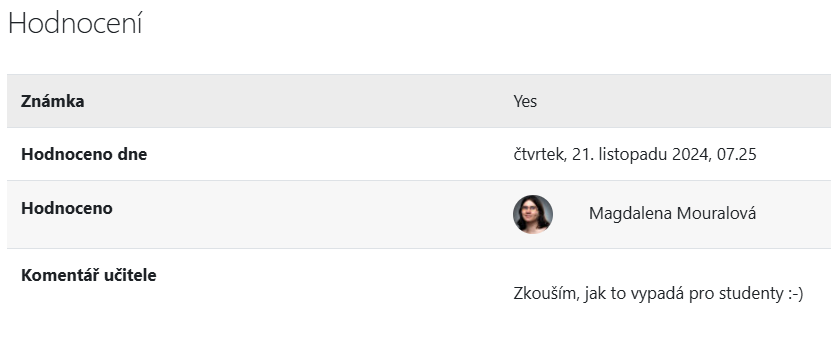 Hodnocení
Známka Yes
Hodnoceno dne čtvrtek, 21. listopadu 2024, 07.25
Hodnoceno Magdalena Mouralová
Komentář učitele
Zkouším, jak to vypadá pro studenty :-)